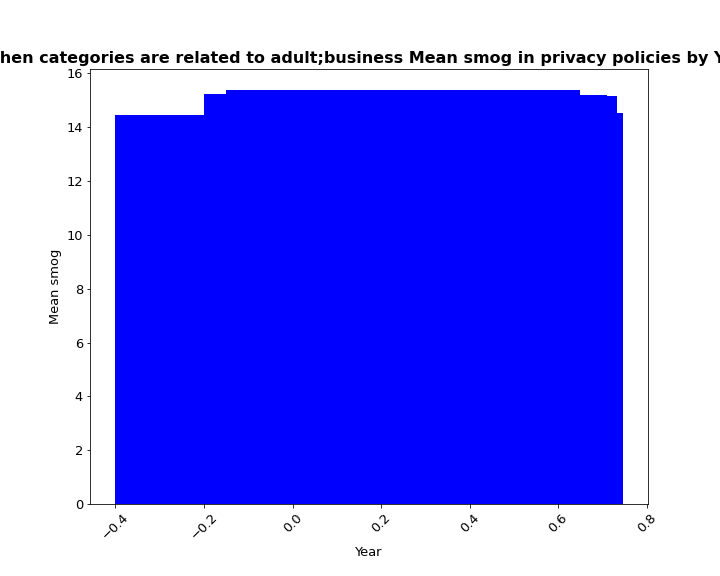 hen categories are related to adult;business Mean smog in privacy policies by Y
16
14
12
10
8
6
4
2
0
Mean smog
−0.4 −0.2 0.0 0.2 0.4 0.6 0.8
Year